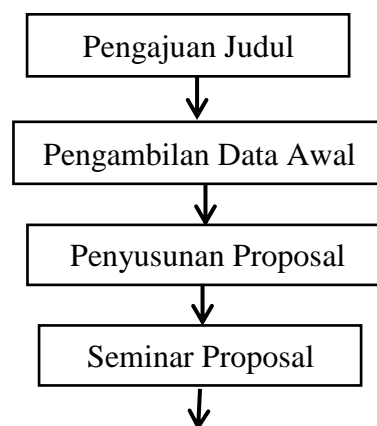 Pengajuan Judul
Pengambilan Data Awal
Penyusunan Proposal
Seminar Proposal